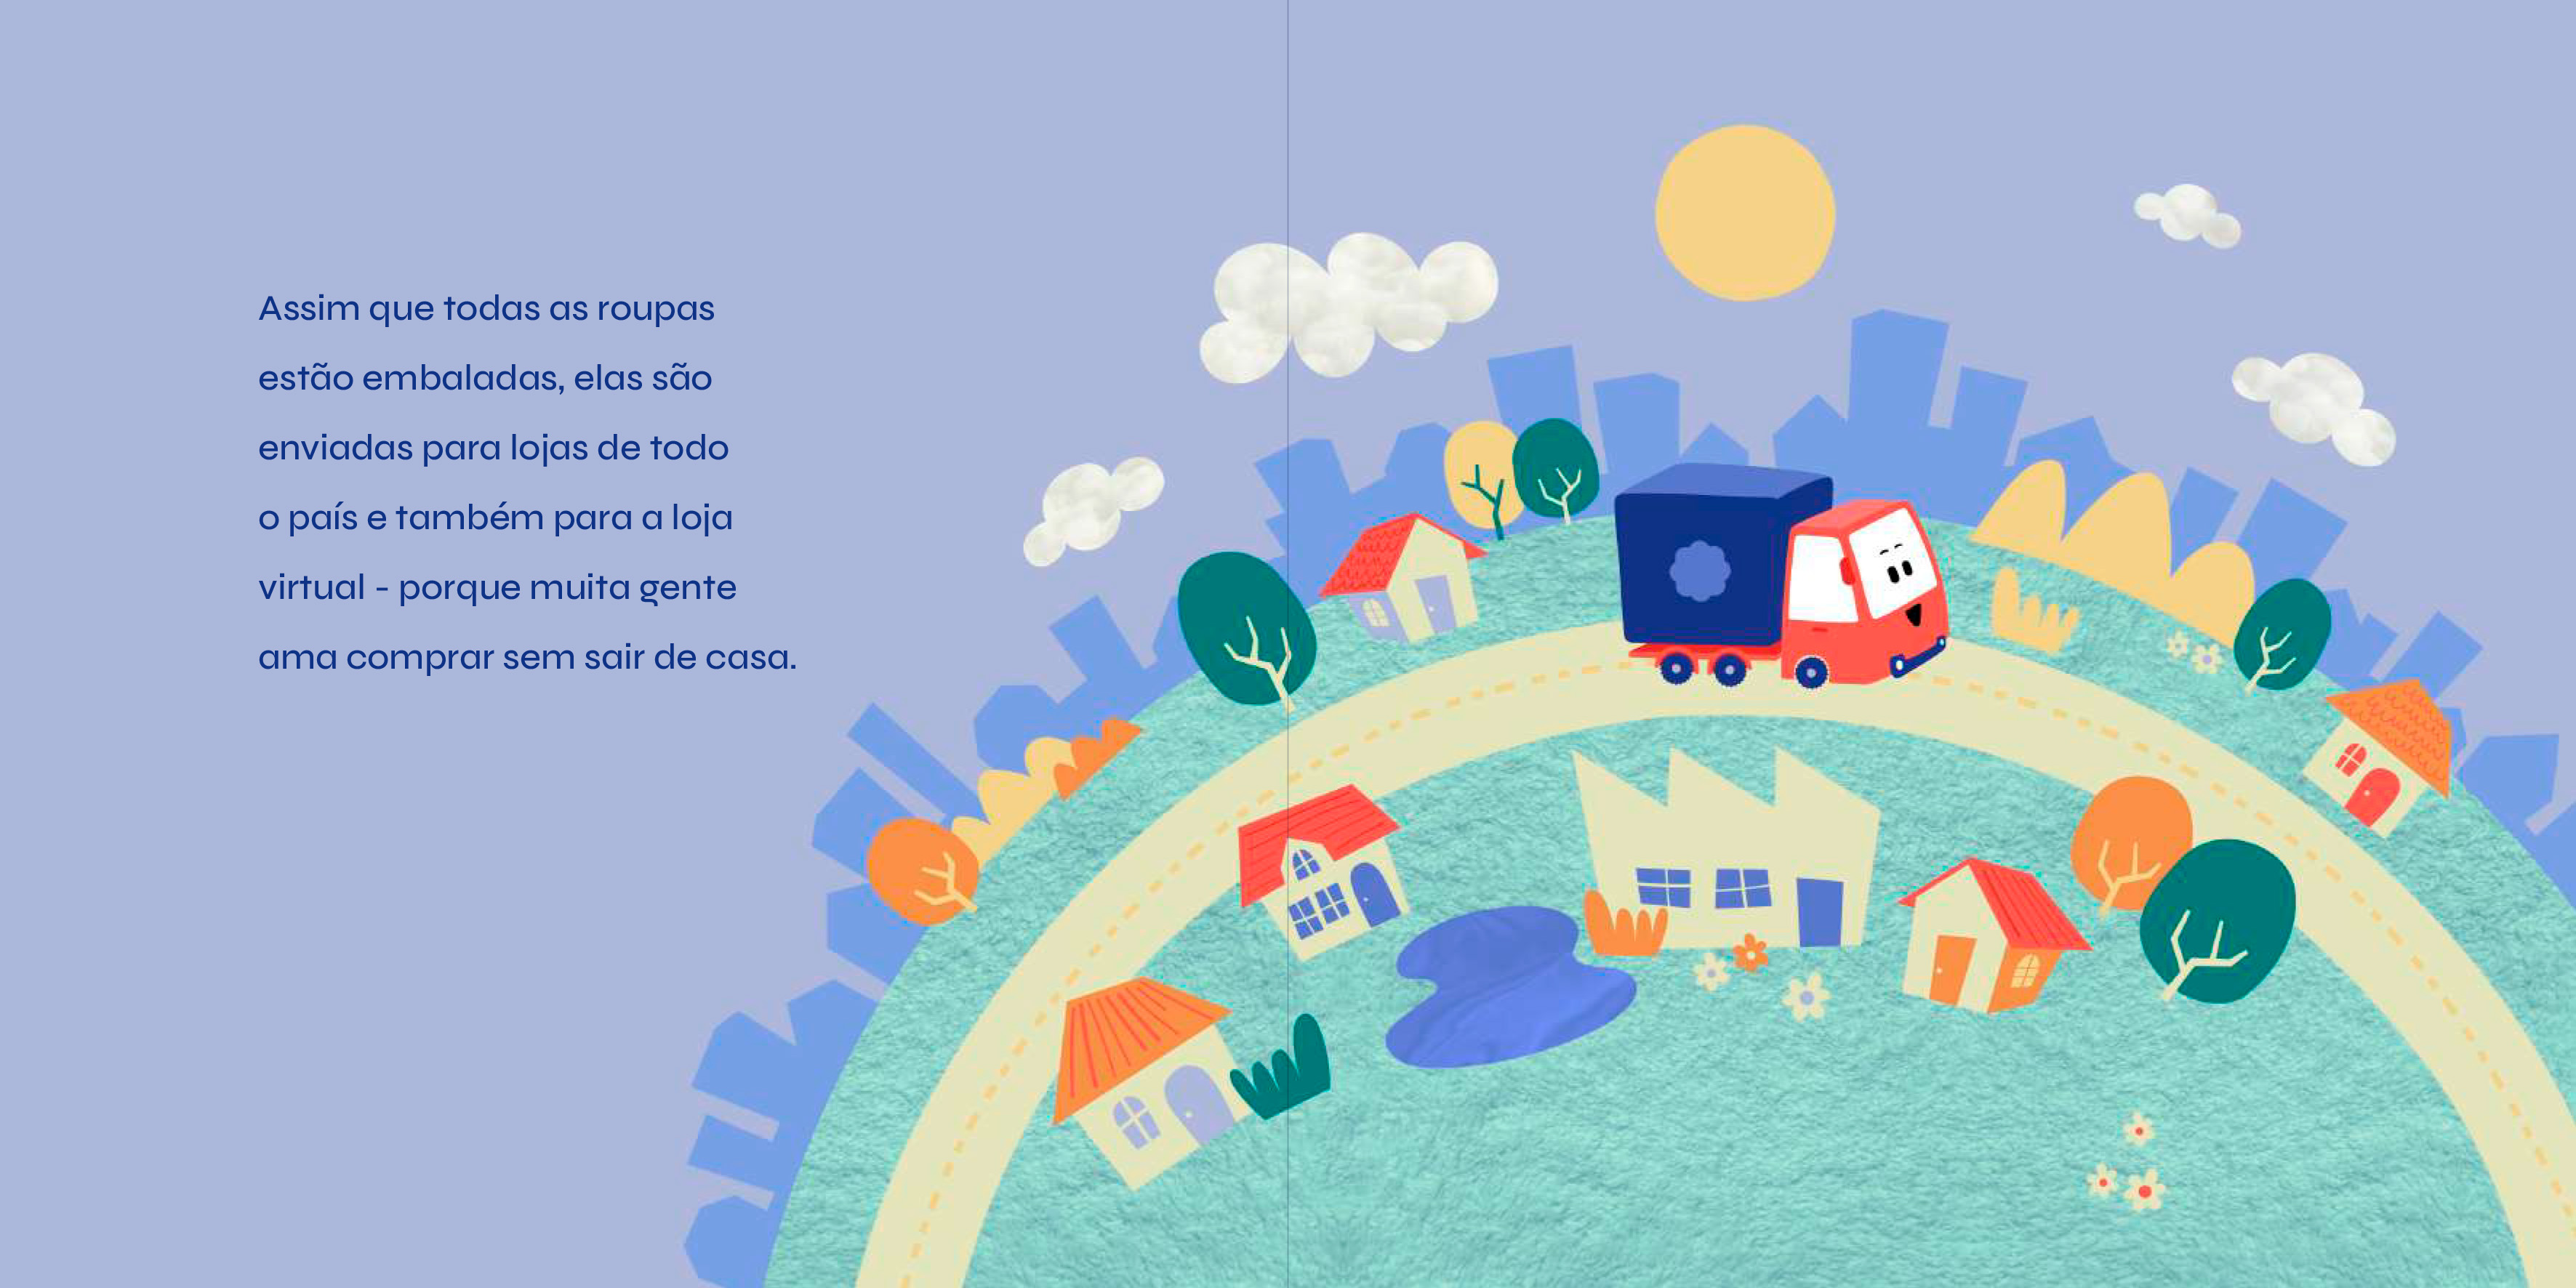 Assim que todas as roupas
estão embaladas, elas são
enviadas para lojas de todo
o país e também para a loja
virtual - porque muita gente
ama comprar sem sair de casa.